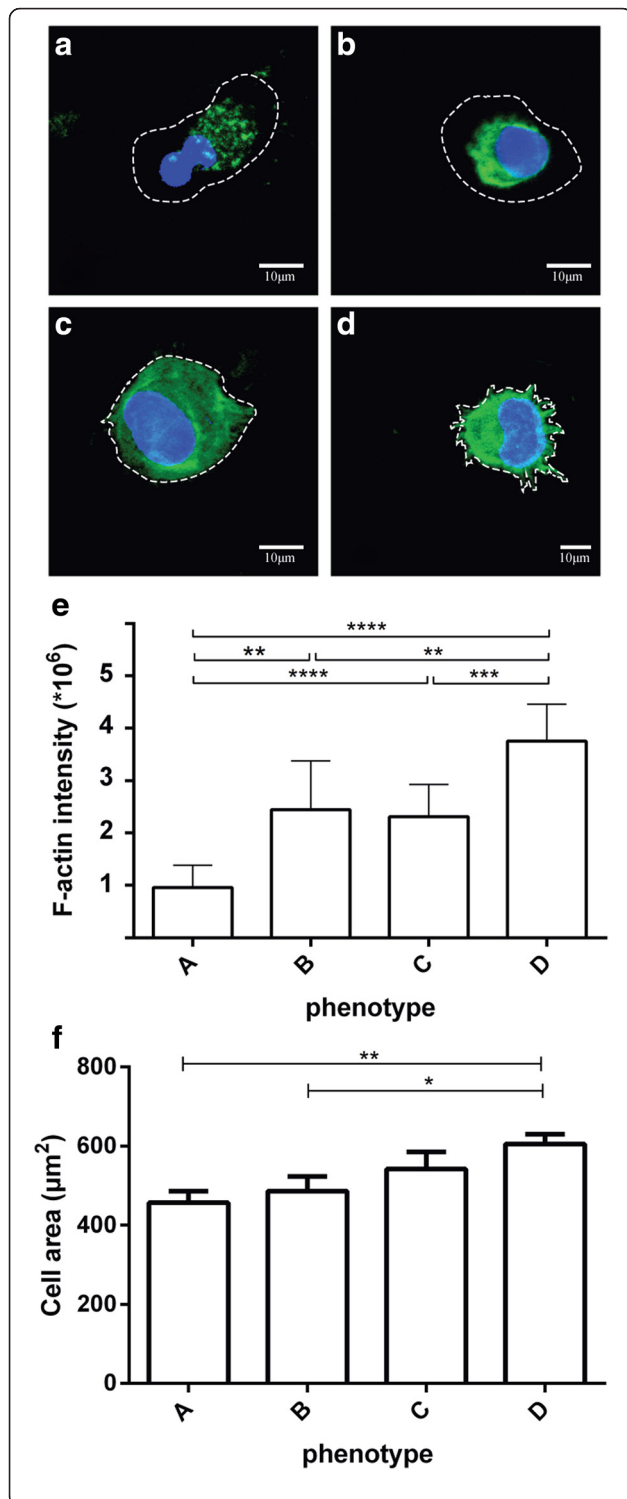 a
b
10µm
10µm
c
d
10µm
10µm
e
****
**
**
****
***
F-actin intensity (*10⁶)
5
4
3
2
1
A
B
C
D
phenotype
f
**
*
Cell area (µm²)
800
600
400
200
0
A
B
C
D
phenotype